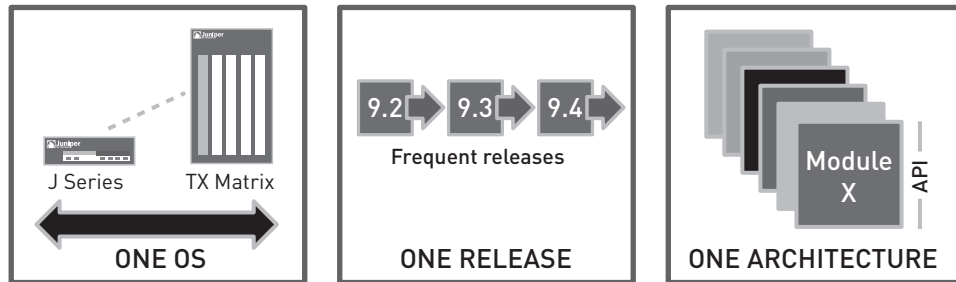 Juniper
Juniper
J Series
TX Matrix
ONE OS
9.2
9.3
9.4
Frequent releases
ONE RELEASE
Module
X
API
ONE ARCHITECTURE